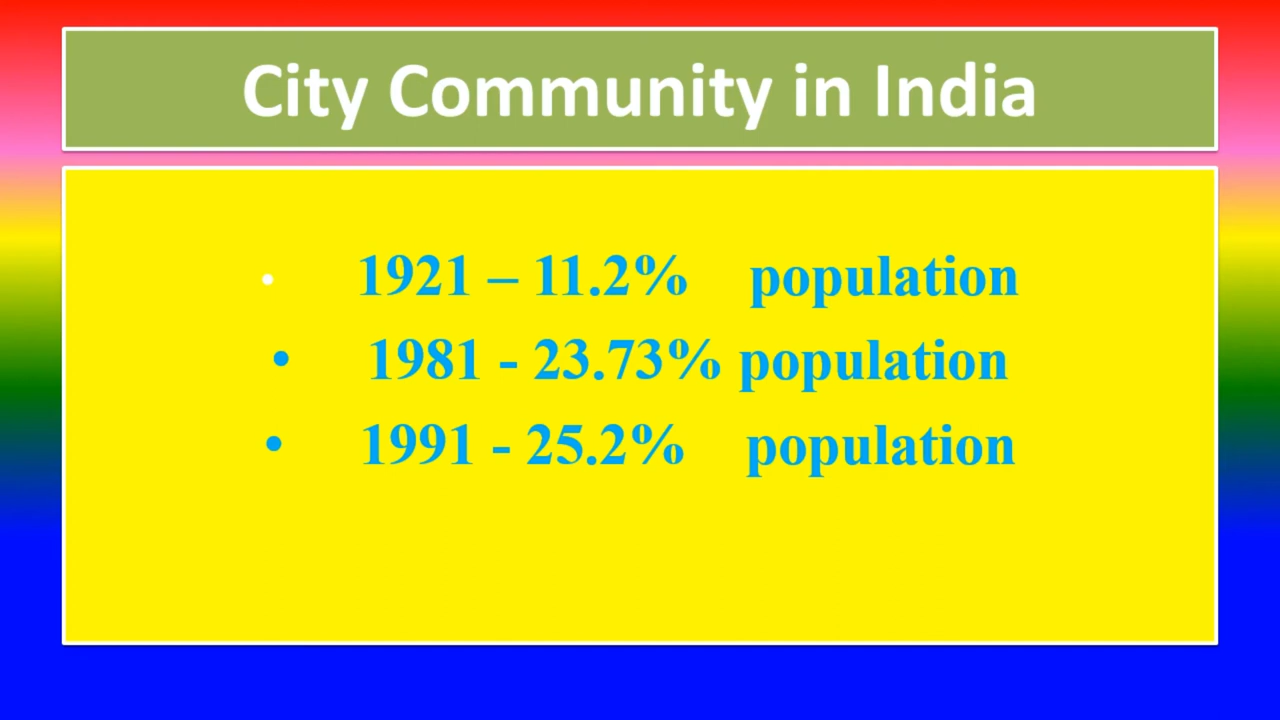 City Community in India
• 1921 – 11.2% population
• 1981 - 23.73% population
• 1991 - 25.2% population